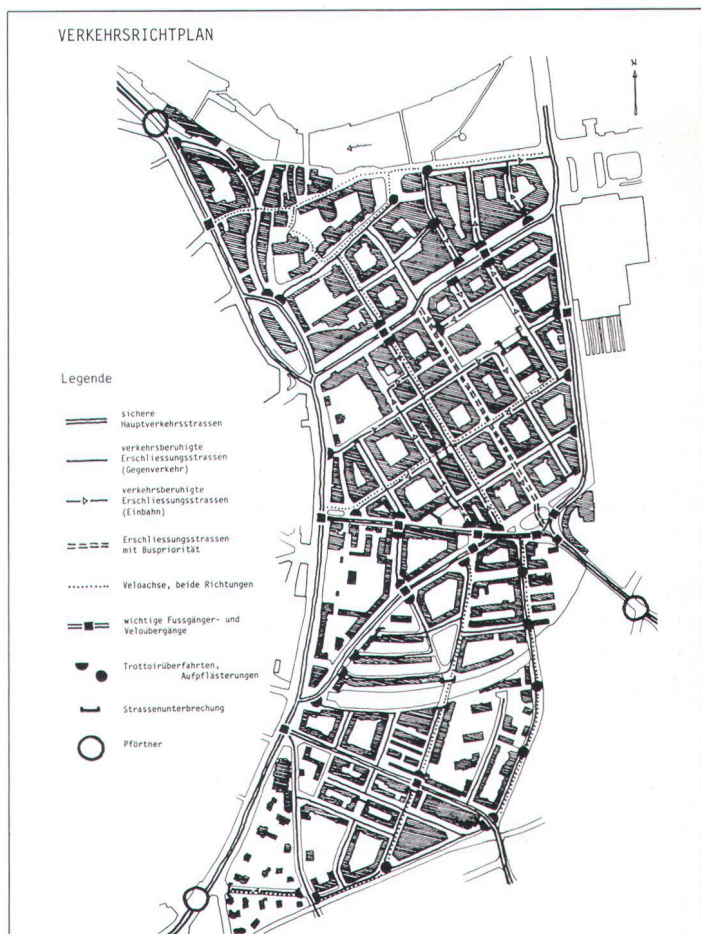 VERKEHRSRICHTPLAN
N
Legende
sichere
Hauptverkehrsstrassen
verkehrsberuhigte
Erschliessungsstrassen
(Gegenverkehr)
verkehrsberuhigte
Erschliessungsstrassen
(Einbahn)
Erschliessungsstrassen
mit Buspriorität
Veloachse, beide Richtungen
wichtige Fussgänger- und
Veloubergänge
Trottoirüberfahrten,
Aufpflästerungen
Strassenunterbrechung
Pförtner